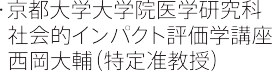 ・京都大学大学院医学研究科
社会的インパクト評価学講座
西岡大輔(特定准教授)